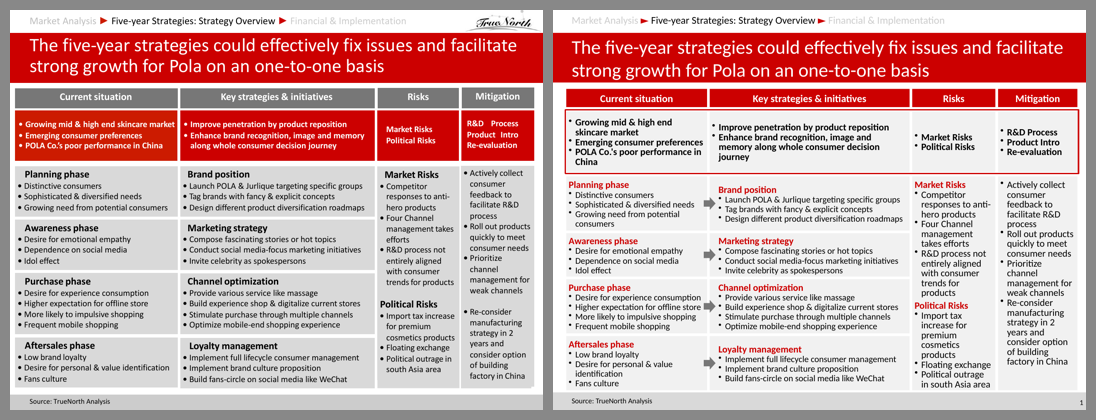 Market Analysis ► Five-year Strategies: Strategy Overview ► Financial & Implementation
TrueNorth
The five-year strategies could effectively fix issues and facilitate
strong growth for Pola on an one-to-one basis
Current situation
• Growing mid & high end skincare market
• Emerging consumer preferences
• POLA Co.'s poor performance in China
Planning phase
• Distinctive consumers
• Sophisticated & diversified needs
• Growing need from potential consumers
Awareness phase
• Desire for emotional empathy
• Dependence on social media
• Idol effect
Purchase phase
• Desire for experience consumption
• Higher expectation for offline store
• More likely to impulsive shopping
• Frequent mobile shopping
Aftersales phase
• Low brand loyalty
• Desire for personal & value identification
• Fans culture
Key strategies & initiatives
• Improve penetration by product reposition
• Enhance brand recognition, image and memory
along whole consumer decision journey
Brand position
• Launch POLA & Jurlique targeting specific groups
• Tag brands with fancy & explicit concepts
• Design different product diversification roadmaps
Marketing strategy
• Compose fascinating stories or hot topics
• Conduct social media-focus marketing initiatives
• Invite celebrity as spokespersons
Channel optimization
• Provide various service like massage
• Build experience shop & digitalize current stores
• Stimulate purchase through multiple channels
• Optimize mobile-end shopping experience
Loyalty management
• Implement full lifecycle consumer management
• Implement brand culture proposition
• Build fans-circle on social media like WeChat
Risks
Market Risks
Political Risks
Market Risks
• Competitor
responses to anti-
hero products
• Four Channel
management takes
efforts
• R&D process not
entirely aligned
with consumer
trends for products
Political Risks
• Import tax increase
for premium
cosmetics products
• Floating exchange
• Political outrage in
south Asia area
Mitigation
R&D Process
Product Intro
Re-evaluation
• Actively collect
consumer
feedback to
facilitate R&D
process
• Roll out products
quickly to meet
consumer needs
• Prioritize
channel
management for
weak channels
• Re-consider
manufacturing
strategy in 2
years and
consider option
of building
factory in China
Source: TrueNorth Analysis
Market Analysis ► Five-year Strategies: Strategy Overview ► Financial & Implementation
The five-year strategies could effectively fix issues and facilitate
strong growth for Pola on an one-to-one basis
Current situation
• Growing mid & high end
skincare market
• Emerging consumer preferences
• POLA Co.'s poor performance in
China
Planning phase
• Distinctive consumers
• Sophisticated & diversified needs
• Growing need from potential
consumers
Awareness phase
• Desire for emotional empathy
• Dependence on social media
• Idol effect
Purchase phase
• Desire for experience consumption
• Higher expectation for offline store
• More likely to impulsive shopping
• Frequent mobile shopping
Aftersales phase
• Low brand loyalty
• Desire for personal & value
identification
• Fans culture
Key strategies & initiatives
• Improve penetration by product reposition
• Enhance brand recognition, image and
memory along whole consumer decision
journey
Brand position
• Launch POLA & Jurlique targeting specific groups
• Tag brands with fancy & explicit concepts
• Design different product diversification roadmaps
Marketing strategy
• Compose fascinating stories or hot topics
• Conduct social media-focus marketing initiatives
• Invite celebrity as spokespersons
Channel optimization
• Provide various service like massage
• Build experience shop & digitalize current stores
• Stimulate purchase through multiple channels
• Optimize mobile-end shopping experience
Loyalty management
• Implement full lifecycle consumer management
• Implement brand culture proposition
• Build fans-circle on social media like WeChat
Risks
• Market Risks
• Political Risks
Market Risks
• Competitor
responses to anti-
hero products
• Four Channel
management
takes efforts
• R&D process not
entirely aligned
with consumer
trends for
products
Political Risks
• Import tax
increase for
premium
cosmetics
products
• Floating exchange
• Political outrage
in south Asia area
Mitigation
• R&D Process
• Product Intro
• Re-evaluation
• Actively collect
consumer
feedback to
facilitate R&D
process
• Roll out products
quickly to meet
consumer needs
• Prioritize
channel
management for
weak channels
• Re-consider
manufacturing
strategy in 2
years and
consider option
of building
factory in China
Source: TrueNorth Analysis
1